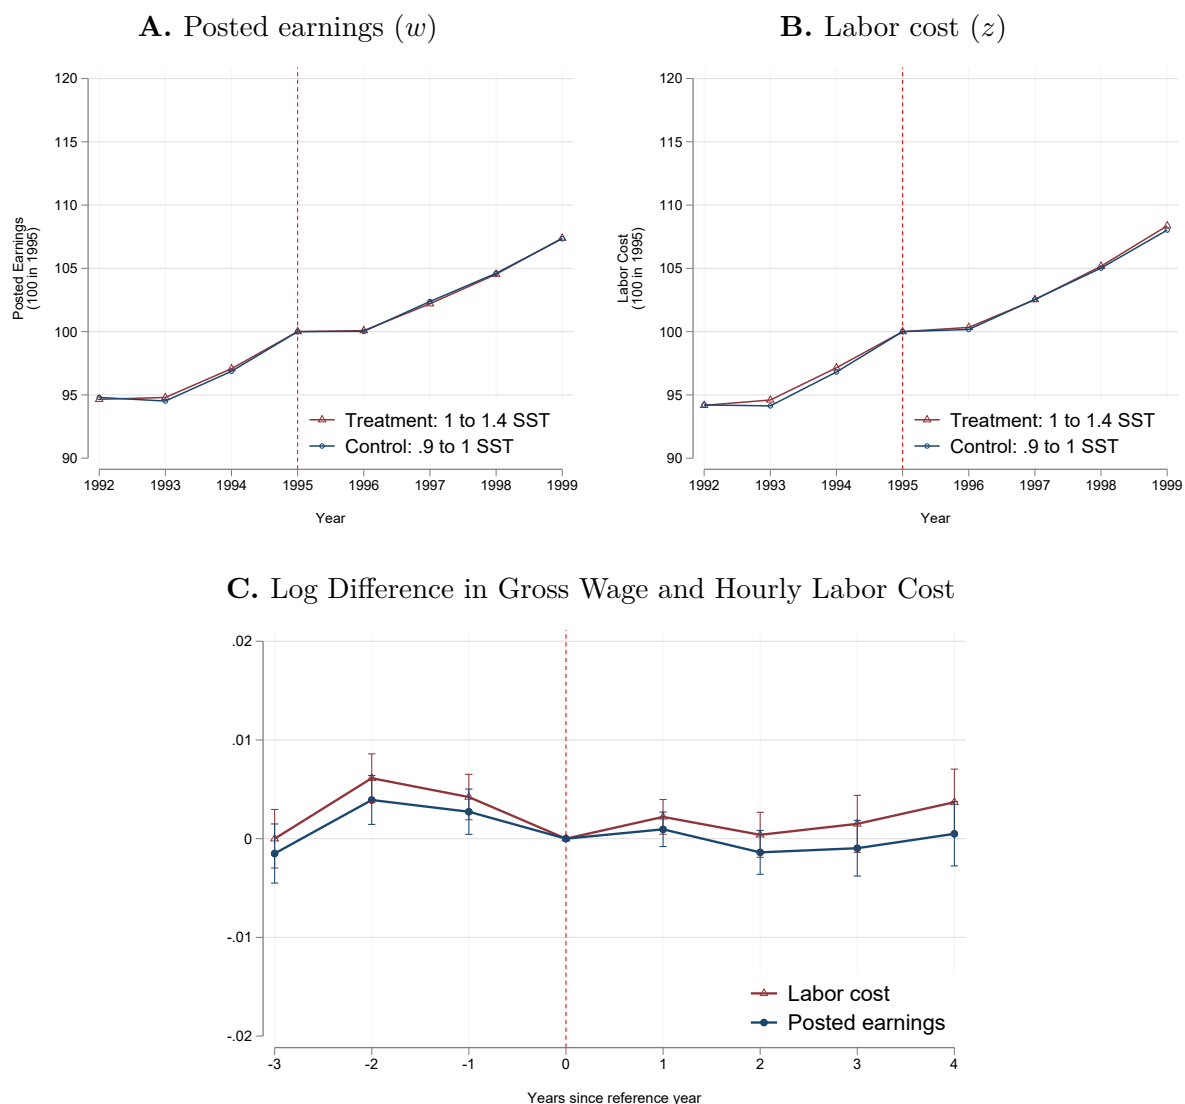 A. Posted earnings (w)
120
115
110
105
100
95
90
Posted Earnings
(100 in 1995)
Treatment: 1 to 1.4 SST
Control: .9 to 1 SST
1992 1993 1994 1995 1996 1997 1998 1999
Year
B. Labor cost (z)
120
115
110
105
100
95
90
Labor Cost
(100 in 1995)
Treatment: 1 to 1.4 SST
Control: .9 to 1 SST
1992 1993 1994 1995 1996 1997 1998 1999
Year
C. Log Difference in Gross Wage and Hourly Labor Cost
.02
.01
0
-.01
-.02
Labor cost
Posted earnings
-3 -2 -1 0 1 2 3 4
Years since reference year